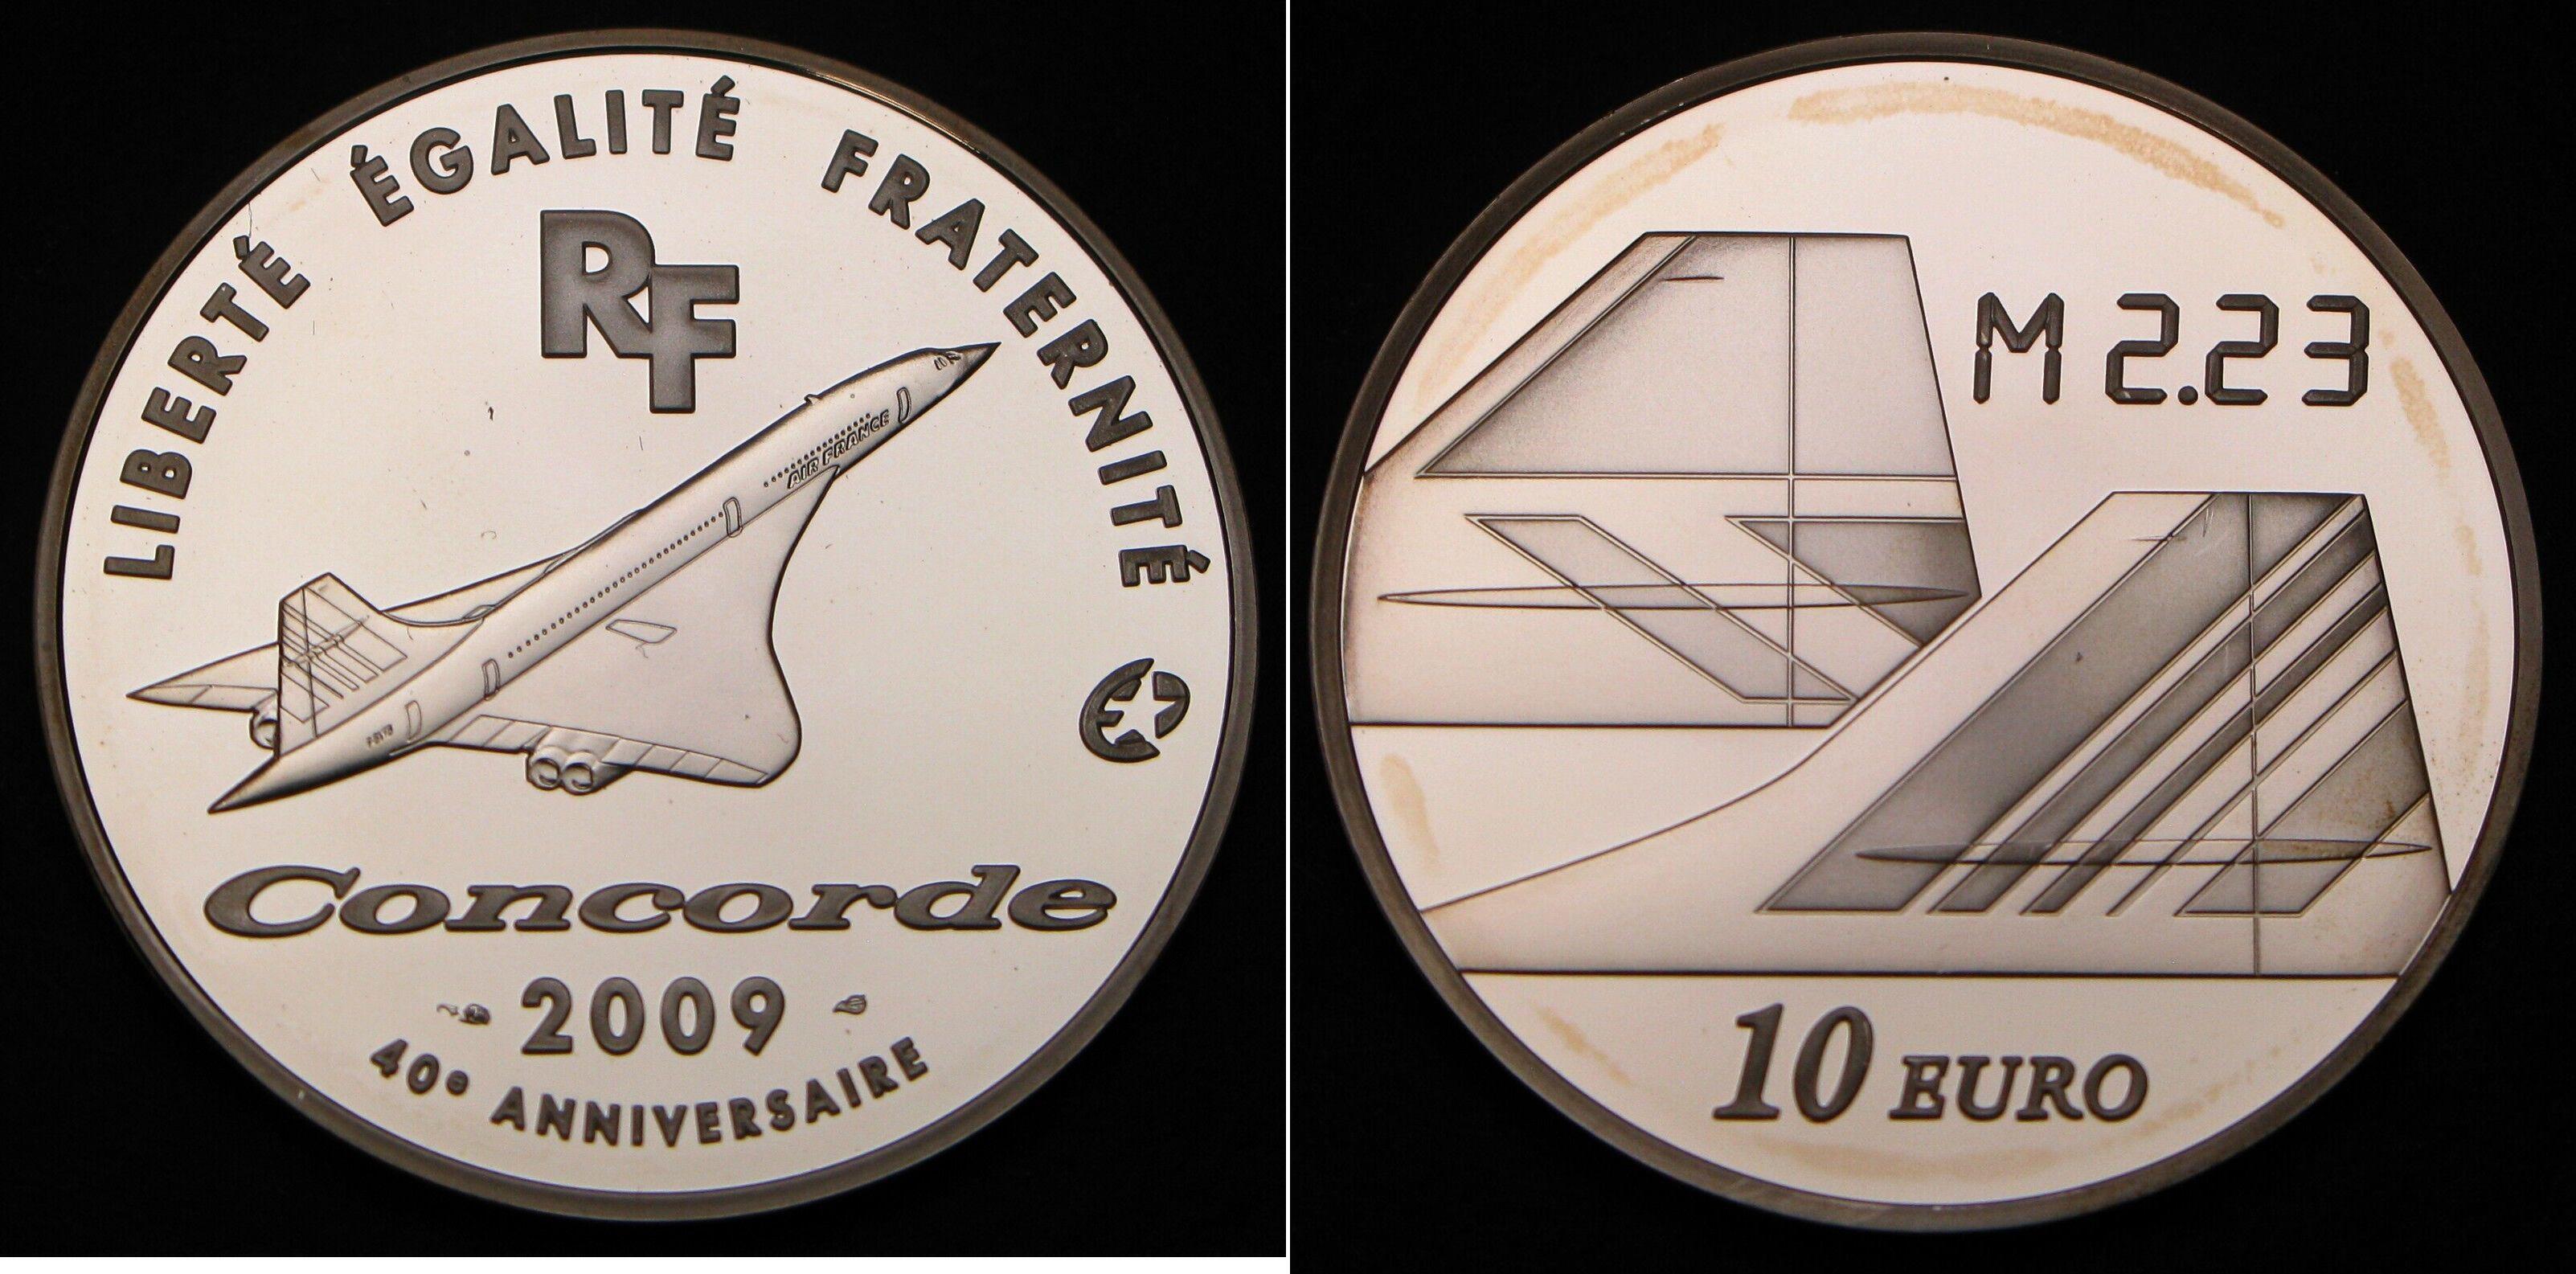 LIBERTÉ ÉGALITÉ FRATERNITÉ
RF
AIR FRANCE
Concorde
2009
40e ANNIVERSAIRE
M 2.23
10 EURO